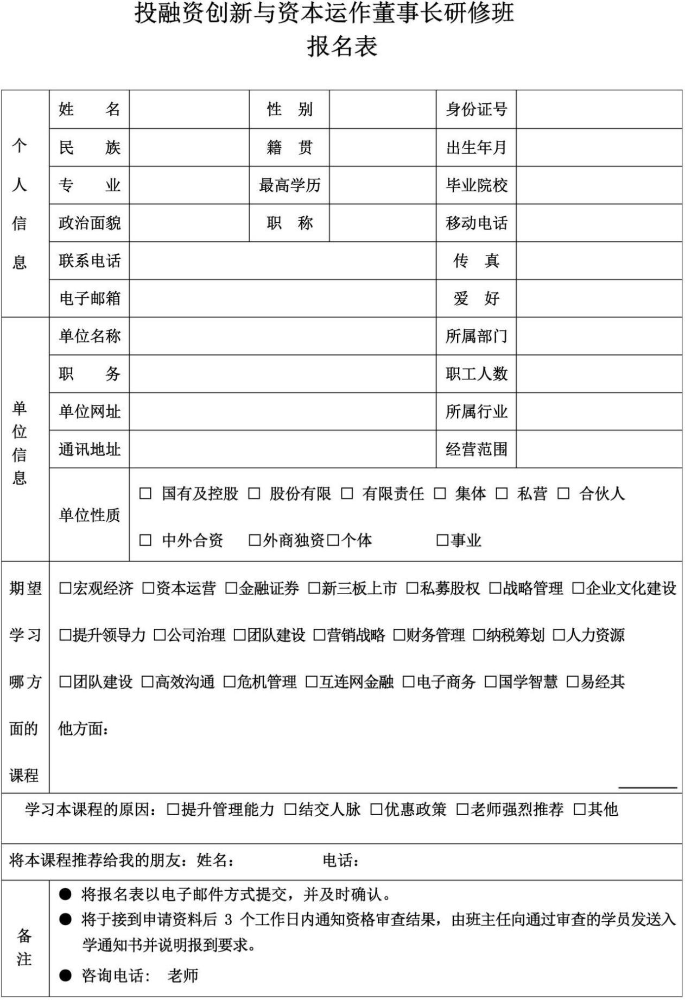 投融资创新与资本运作董事长研修班
报名表
个人信息
姓名 性别 身份证号
民族 籍贯 出生年月
专业 最高学历 毕业院校
政治面貌 职称 移动电话
联系电话 传真
电子邮箱 爱好
单位信息
单位名称 所属部门
职务 职工人数
单位网址 所属行业
通讯地址 经营范围
单位性质
□ 国有及控股 □ 股份有限 □ 有限责任 □ 集体 □ 私营 □ 合伙人
□ 中外合资 □外商独资□个体 □事业
期望学习哪方面的课程
□宏观经济 □资本运营 □金融证券 □新三板上市 □私募股权 □战略管理 □企业文化建设
□提升领导力 □公司治理 □团队建设 □营销战略 □财务管理 □纳税筹划 □人力资源
□团队建设 □高效沟通 □危机管理 □互连网金融 □电子商务 □国学智慧 □易经其
他方面：
学习本课程的原因：□提升管理能力 □结交人脉 □优惠政策 □老师强烈推荐 □其他
将本课程推荐给我的朋友：姓名： 电话：
备注
● 将报名表以电子邮件方式提交，并及时确认。
● 将于接到申请资料后 3 个工作日内通知资格审查结果，由班主任向通过审查的学员发送入
学通知书并说明报到要求。
● 咨询电话： 老师